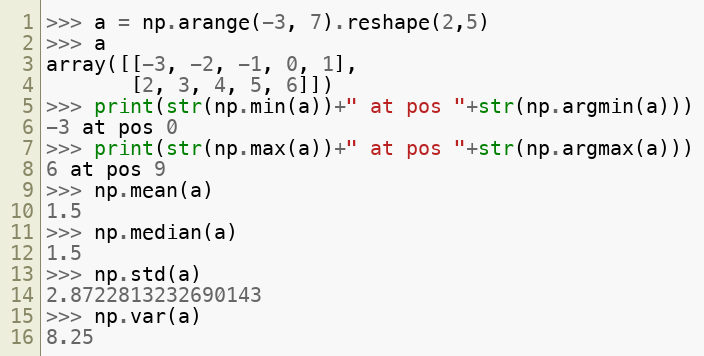 1 >>> a = np.arange(-3, 7).reshape(2,5)
2 >>> a
3 array([[-3, -2, -1, 0, 1],
4        [2, 3, 4, 5, 6]])
5 >>> print(str(np.min(a))+" at pos "+str(np.argmin(a)))
6 -3 at pos 0
7 >>> print(str(np.max(a))+" at pos "+str(np.argmax(a)))
8 6 at pos 9
9 >>> np.mean(a)
10 1.5
11 >>> np.median(a)
12 1.5
13 >>> np.std(a)
14 2.8722813232690143
15 >>> np.var(a)
16 8.25